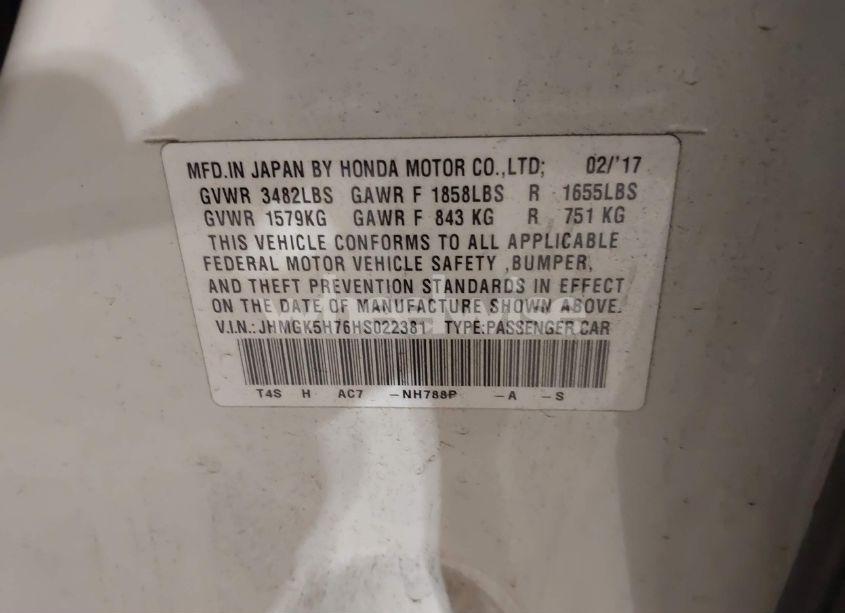 MFD.IN JAPAN BY HONDA MOTOR CO.,LTD; 02/'17
GVWR 3482LBS GAWR F 1858LBS R 1655LBS
GVWR 1579KG GAWR F 843 KG R 751 KG
THIS VEHICLE CONFORMS TO ALL APPLICABLE
FEDERAL MOTOR VEHICLE SAFETY ,BUMPER,
AND THEFT PREVENTION STANDARDS IN EFFECT
ON THE DATE OF MANUFACTURE SHOWN ABOVE.
V.I.N.: JHMGK5H76HS022381 TYPE:PASSENGER CAR
T4S H AC7 -NH788P -A -S